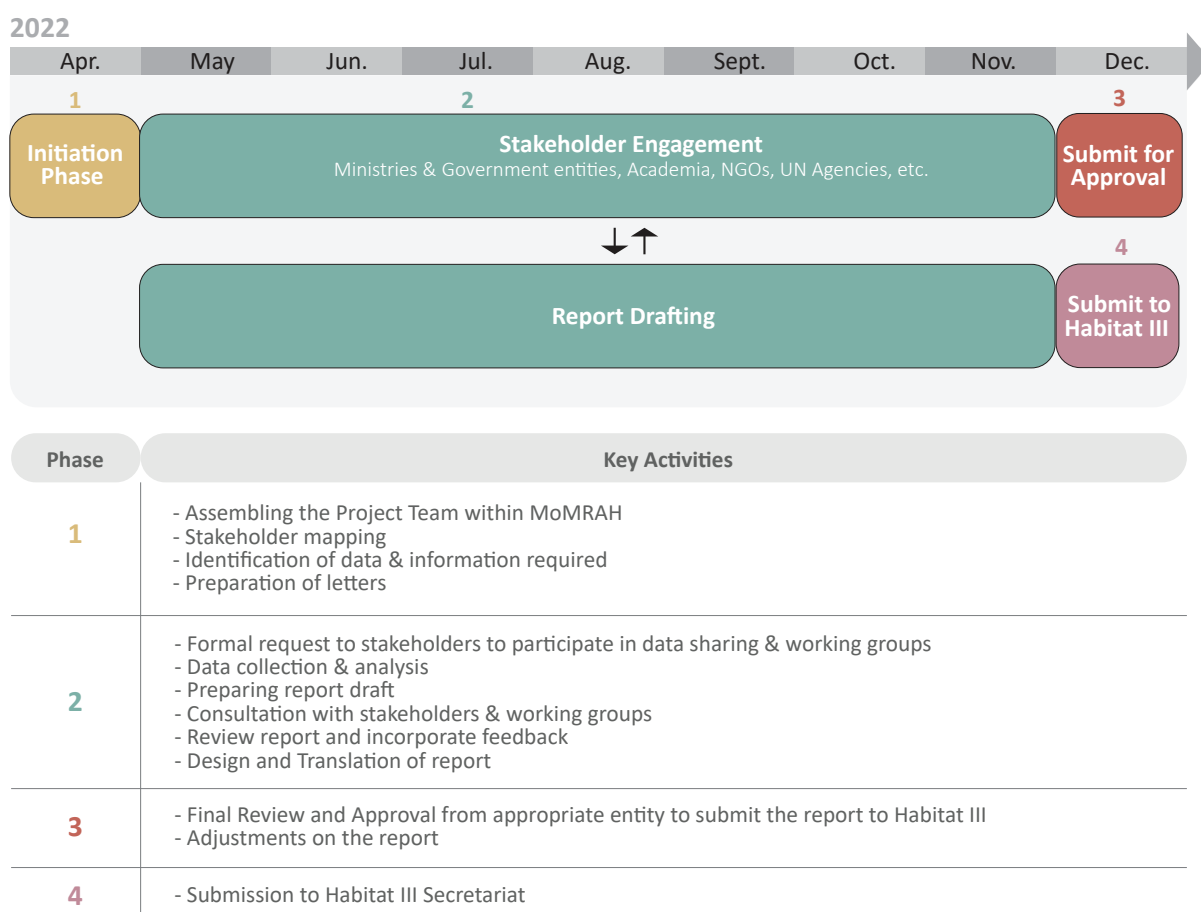 2022
Apr. May Jun. Jul. Aug. Sept. Oct. Nov. Dec.
1 2 3
Initiation
Phase
Stakeholder Engagement
Ministries & Government entities, Academia, NGOs, UN Agencies, etc.
Submit for
Approval
4
Report Drafting
Submit to
Habitat III
Phase Key Activities
1
- Assembling the Project Team within MoMRAH
- Stakeholder mapping
- Identification of data & information required
- Preparation of letters
2
- Formal request to stakeholders to participate in data sharing & working groups
- Data collection & analysis
- Preparing report draft
- Consultation with stakeholders & working groups
- Review report and incorporate feedback
- Design and Translation of report
3
- Final Review and Approval from appropriate entity to submit the report to Habitat III
- Adjustments on the report
4
- Submission to Habitat III Secretariat